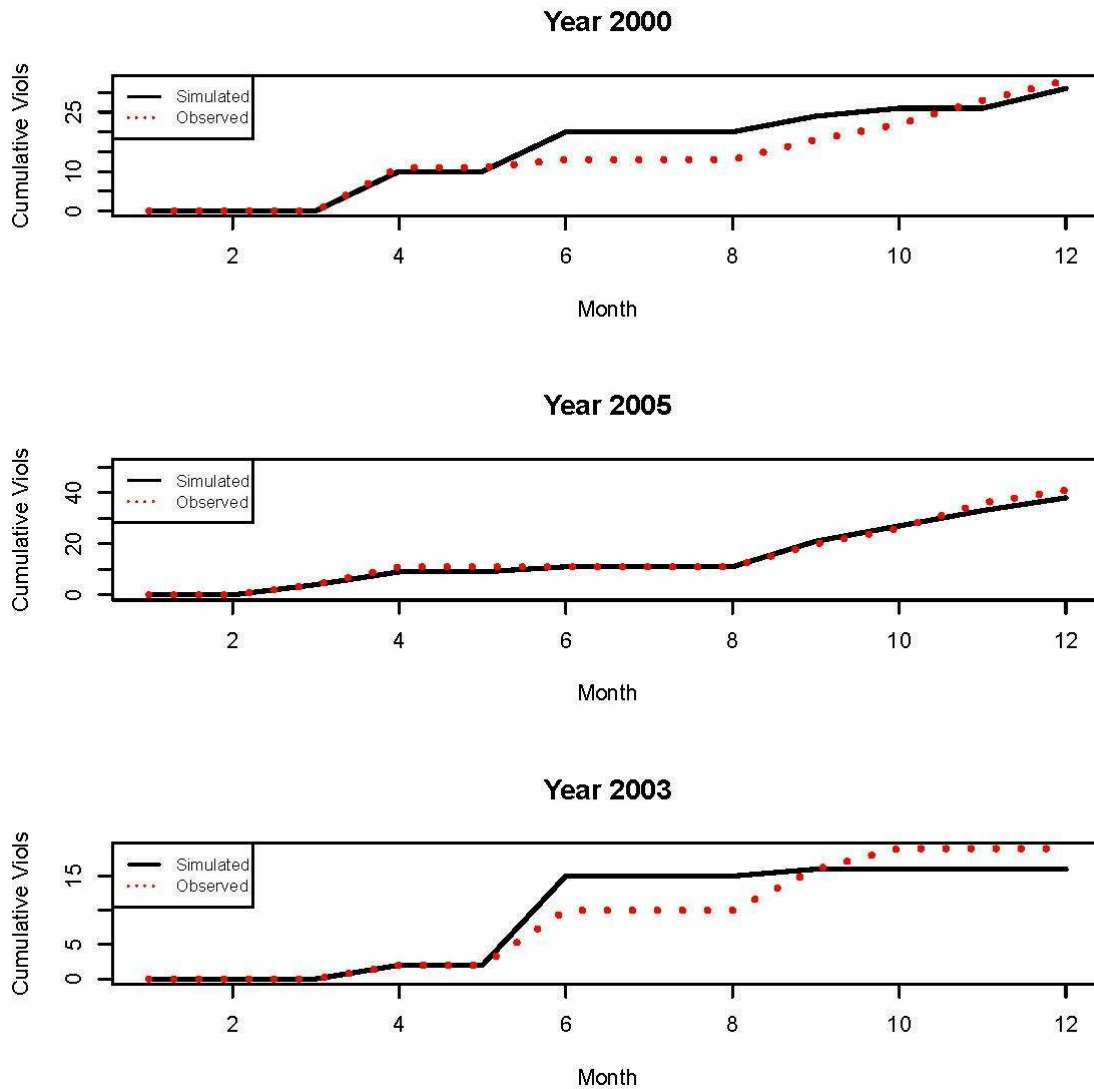 Year 2000
Cumulative Viols
25
10
0
Simulated
Observed
2 4 6 8 10 12
Month
Year 2005
Cumulative Viols
40
20
0
Simulated
Observed
2 4 6 8 10 12
Month
Year 2003
Cumulative Viols
15
5
0
Simulated
Observed
2 4 6 8 10 12
Month